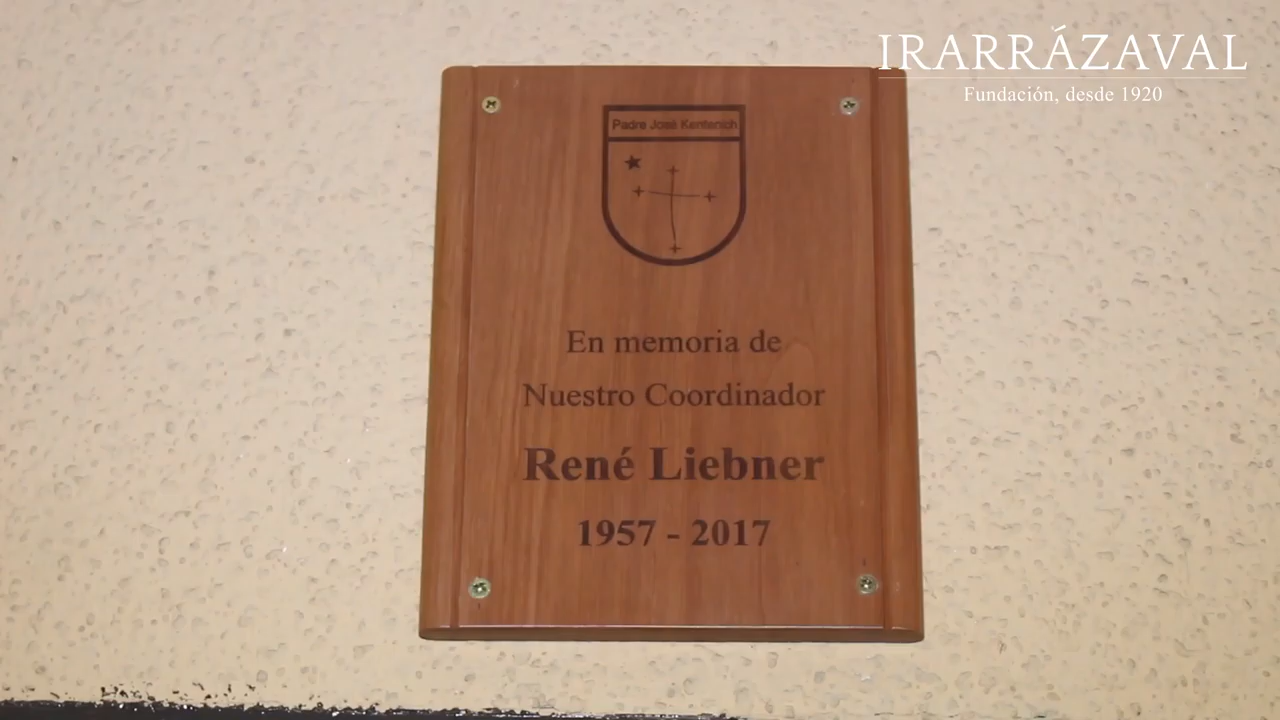 IRARRÁZAVAL
Fundación, desde 1920
Padre José Kentenich
En memoria de
Nuestro Coordinador
René Liebner
1957 - 2017